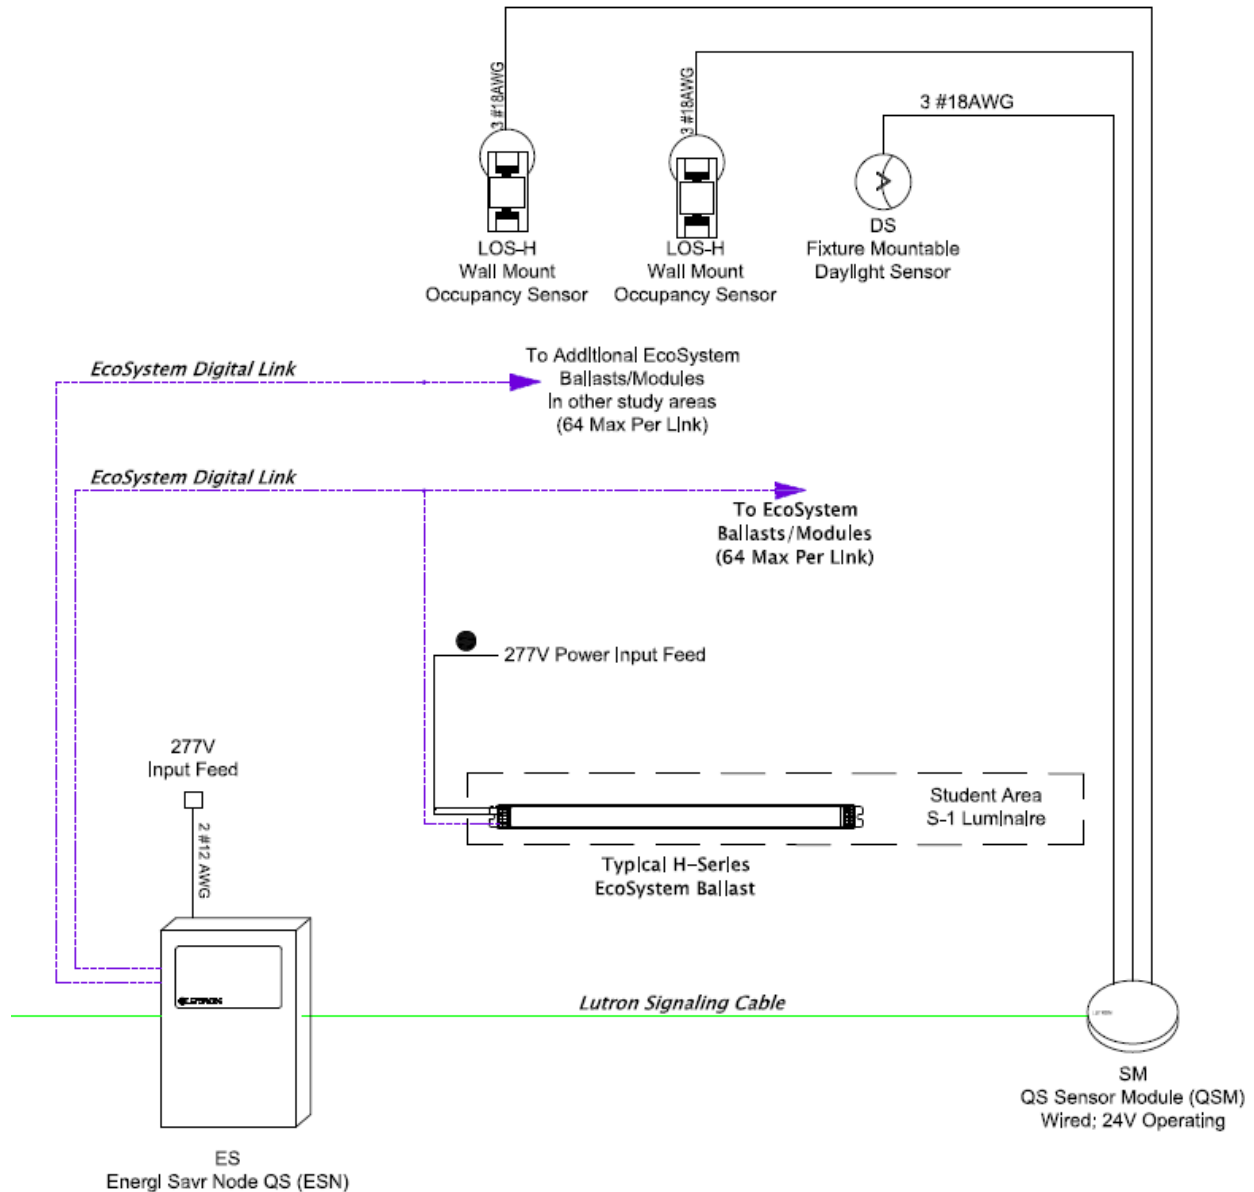 3 #18AWG
3 #18AWG
3 #18AWG
LOS-H
Wall Mount
Occupancy Sensor
LOS-H
Wall Mount
Occupancy Sensor
DS
Fixture Mountable
Daylight Sensor
EcoSystem Digital Link
To Additional EcoSystem
Ballasts/Modules
In other study areas
(64 Max Per Link)
EcoSystem Digital Link
To EcoSystem
Ballasts/Modules
(64 Max Per Link)
277V Power Input Feed
277V
Input Feed
2 #12 AWG
Student Area
S-1 Luminaire
Typical H-Series
EcoSystem Ballast
LUTRON
Lutron Signaling Cable
LUTRON
SM
QS Sensor Module (QSM)
Wired; 24V Operating
ES
Energi Savr Node QS (ESN)